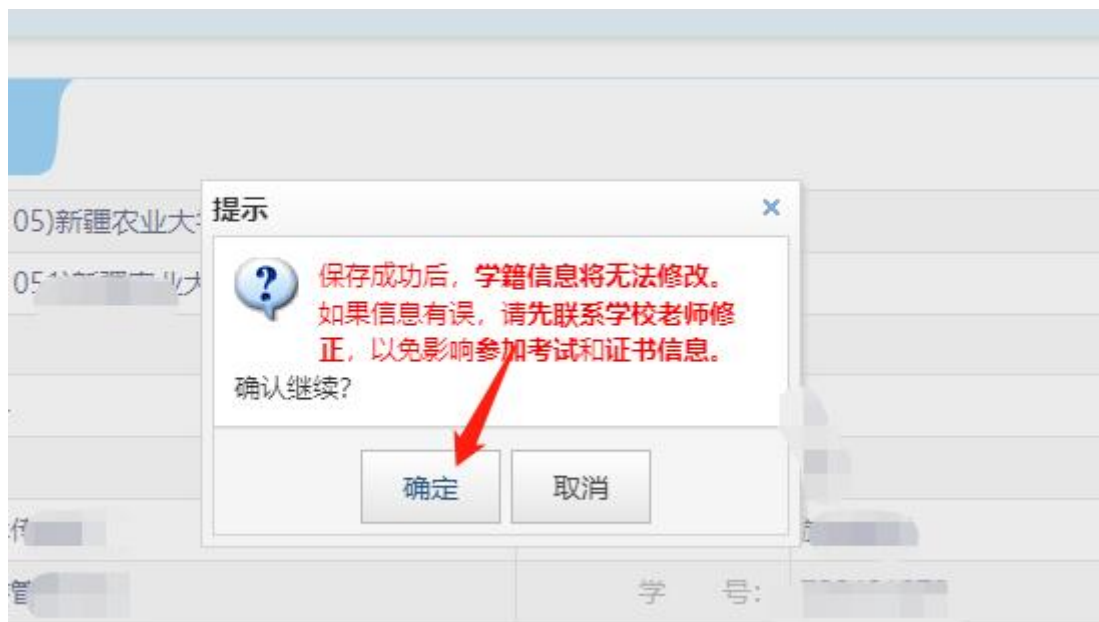 05)新疆农业大
提示
保存成功后，学籍信息将无法修改。
如果信息有误，请先联系学校老师修
正，以免影响参加考试和证书信息。
确认继续?
确定
取消
学 号: